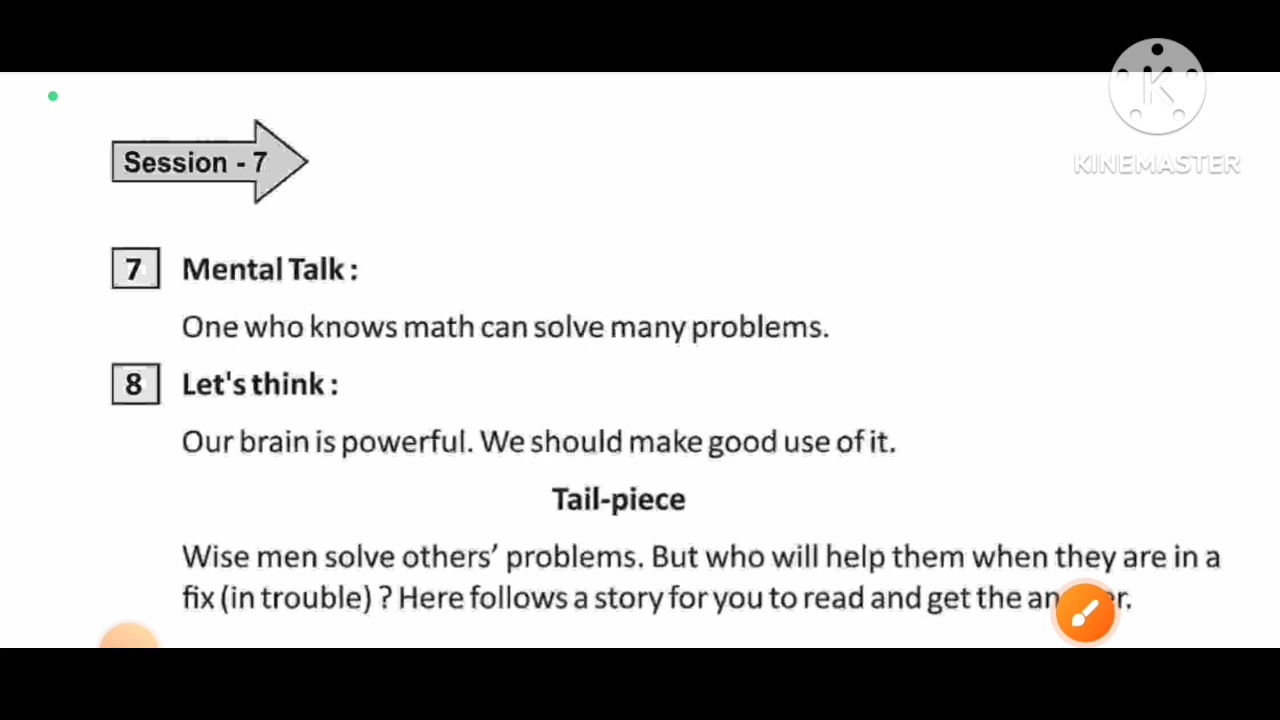 KINEMASTER
Session - 7
7 Mental Talk :
One who knows math can solve many problems.
8 Let's think :
Our brain is powerful. We should make good use of it.
Tail-piece
Wise men solve others’ problems. But who will help them when they are in a
fix (in trouble) ? Here follows a story for you to read and get the